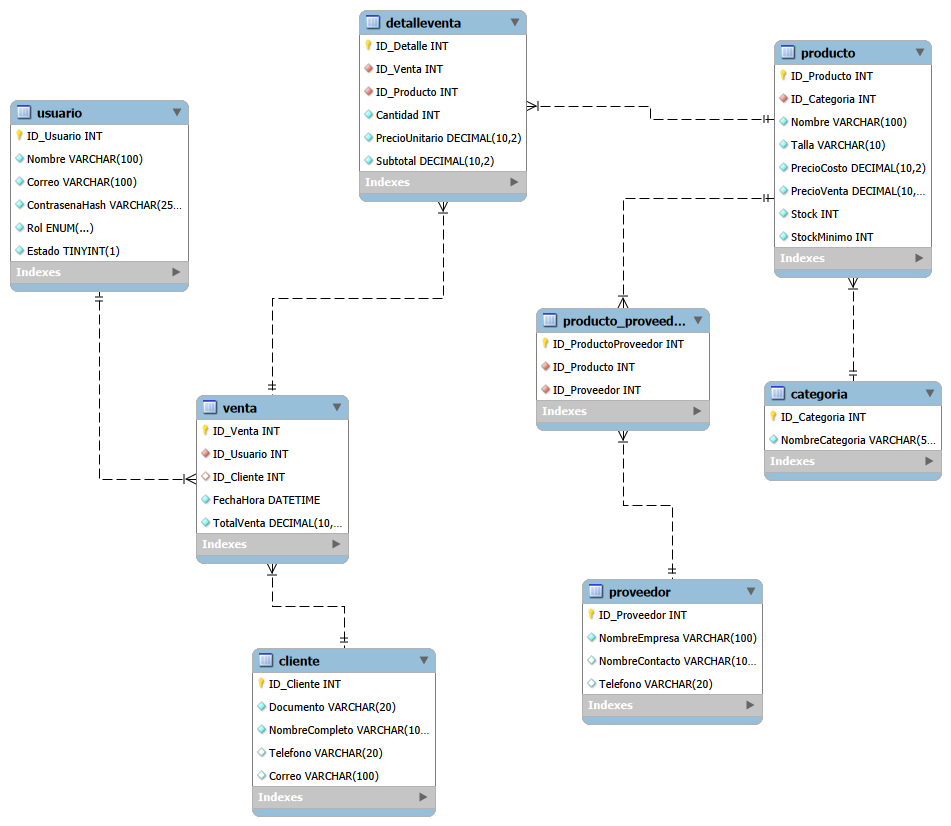 detalleventa
ID_Detalle INT
ID_Venta INT
ID_Producto INT
Cantidad INT
PrecioUnitario DECIMAL(10,2)
Subtotal DECIMAL(10,2)
Indexes
producto
ID_Producto INT
ID_Categoria INT
Nombre VARCHAR(100)
Talla VARCHAR(10)
PrecioCosto DECIMAL(10,2)
PrecioVenta DECIMAL(10,...
Stock INT
StockMinimo INT
Indexes
usuario
ID_Usuario INT
Nombre VARCHAR(100)
Correo VARCHAR(100)
ContrasenaHash VARCHAR(25...
Rol ENUM(...)
Estado TINYINT(1)
Indexes
producto_proveed...
ID_ProductoProveedor INT
ID_Producto INT
ID_Proveedor INT
Indexes
categoria
ID_Categoria INT
NombreCategoria VARCHAR(5...
Indexes
venta
ID_Venta INT
ID_Usuario INT
ID_Cliente INT
FechaHora DATETIME
TotalVenta DECIMAL(10,...
Indexes
proveedor
ID_Proveedor INT
NombreEmpresa VARCHAR(100)
NombreContacto VARCHAR(10...
Telefono VARCHAR(20)
Indexes
cliente
ID_Cliente INT
Documento VARCHAR(20)
NombreCompleto VARCHAR(10...
Telefono VARCHAR(20)
Correo VARCHAR(100)
Indexes